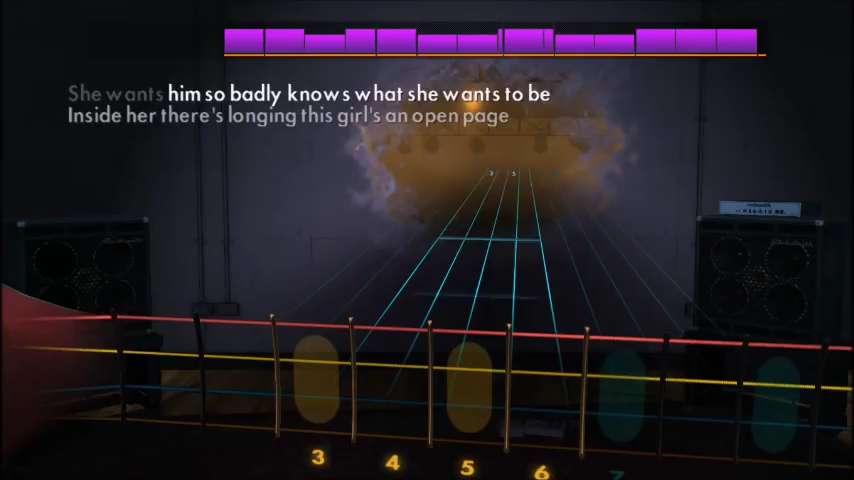 She wants him so badly knows what she wants to be
Inside her there's longing this girl's an open page
3 5
3 4 5 6 7